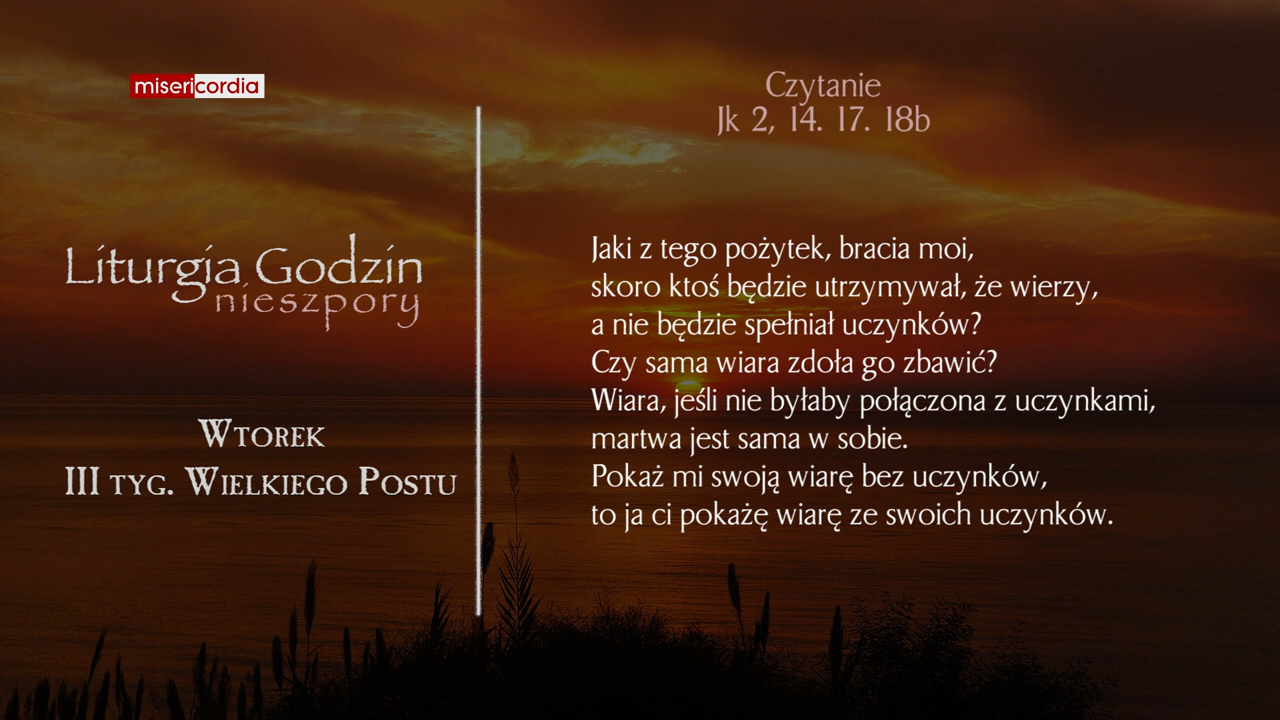 misericordia
Liturgia Godzin
nieszpory
Wtorek
III tyg. Wielkiego Postu
Czytanie
Jk 2, 14. 17. 18b
Jaki z tego pożytek, bracia moi,
skoro ktoś będzie utrzymywał, że wierzy,
a nie będzie spełniał uczynków?
Czy sama wiara zdoła go zbawić?
Wiara, jeśli nie byłaby połączona z uczynkami,
martwa jest sama w sobie.
Pokaż mi swoją wiarę bez uczynków,
to ja ci pokażę wiarę ze swoich uczynków.